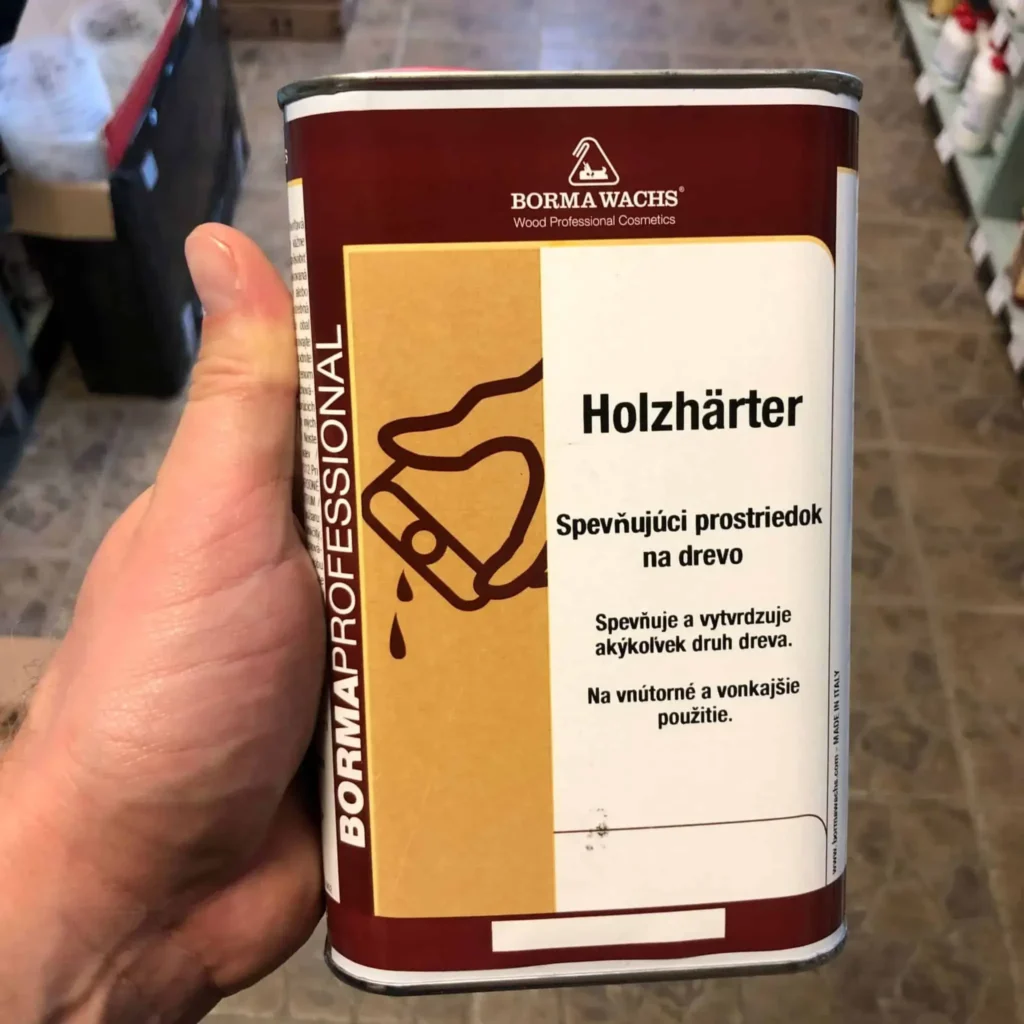 BORMA WACHS®
Wood Professional Cosmetics
BORMAPROFESSIONAL
Holzhärter
Spevňujúci prostriedok
na drevo
Spevňuje a vytvrdzuje
akýkoľvek druh dreva.
Na vnútorné a vonkajšie
použitie.
www.bormawachs.com - MADE IN ITALY